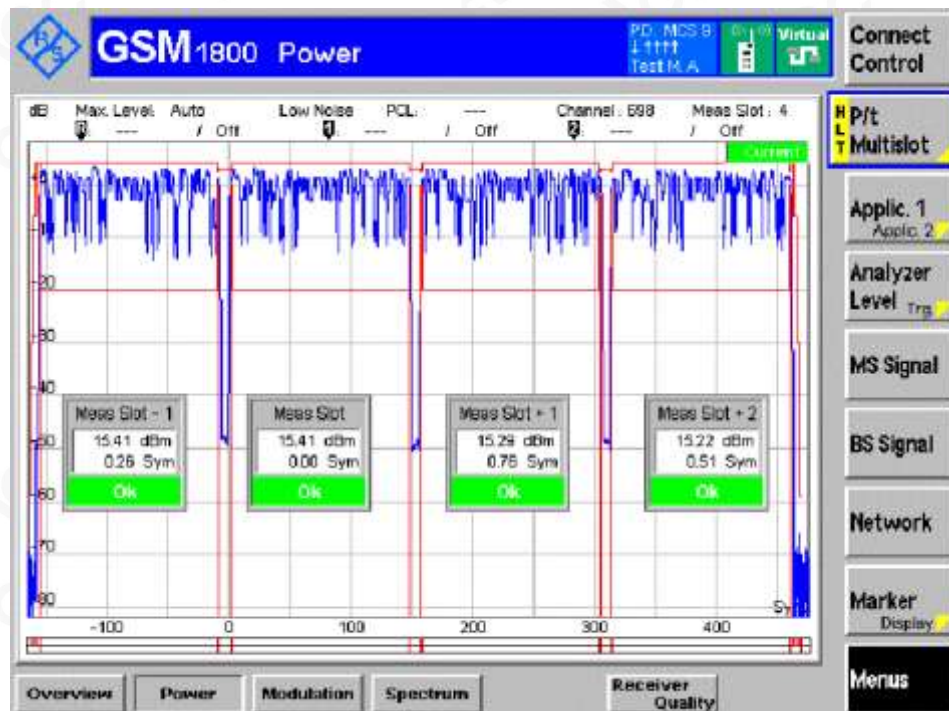 GSM 1800 Power
PD MCS 9
Test M. A.
Virtual
Connect Control
dB Max. Level: Auto Low Noise PCL: --- Channel: 698 Meas Slot: 4
--- / Off
--- / Off
2 --- / Off
Current
HLT
P/t Multislot
Applic. 1
Applic. 2
Analyzer Level Trg.
MS Signal
BS Signal
Network
Marker
Display
Menus
-20
-30
-40
-60
-70
Meas Slot - 1
15.41 dBm
0.26 Sym
Ok
Meas Slot
15.41 dBm
0.00 Sym
Ok
Meas Slot + 1
15.29 dBm
0.76 Sym
Ok
Meas Slot + 2
15.22 dBm
0.51 Sym
Ok
-100 0 100 200 300 400
Overview Power Modulation Spectrum Receiver Quality